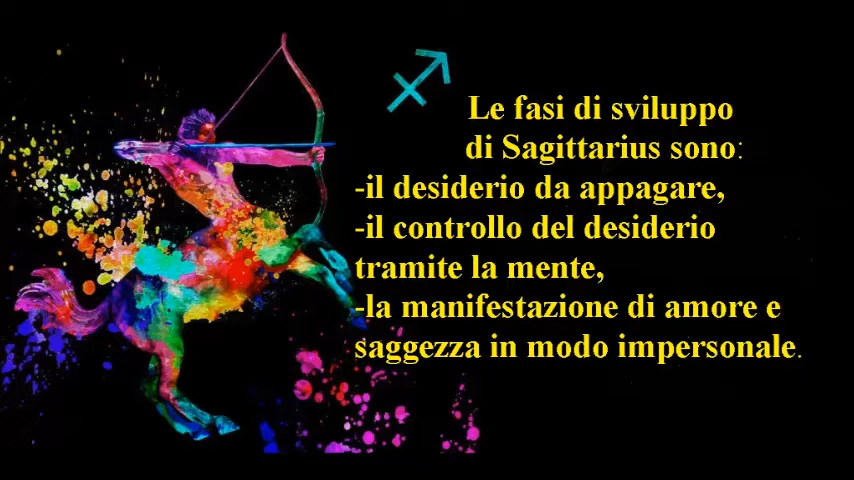 Le fasi di sviluppo
di Sagittarius sono:
-il desiderio da appagare,
-il controllo del desiderio
tramite la mente,
-la manifestazione di amore e
saggezza in modo impersonale.